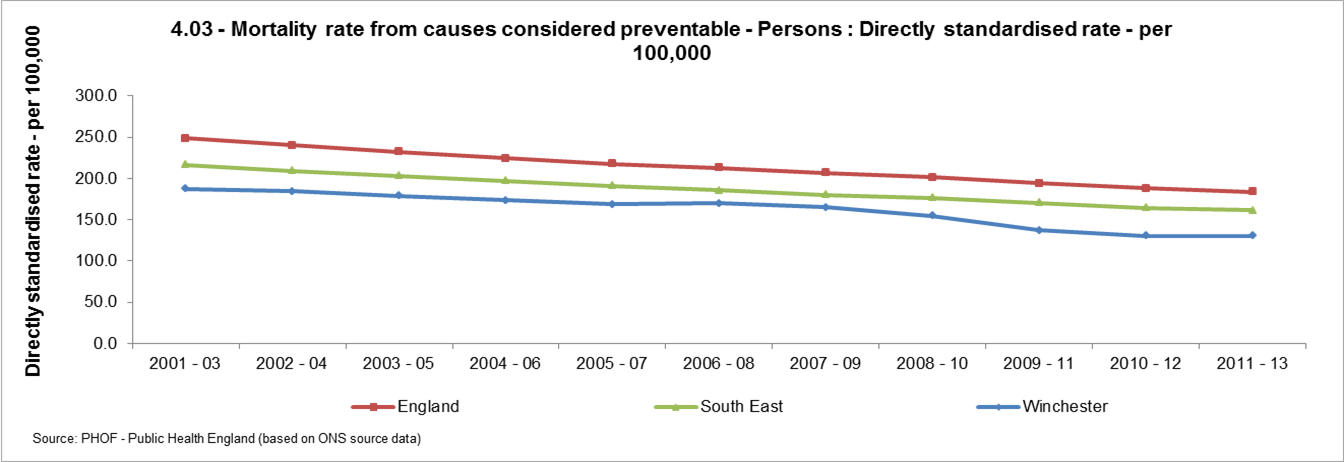 4.03 - Mortality rate from causes considered preventable - Persons : Directly standardised rate - per
100,000
Directly standardised rate - per 100,000
300.0
250.0
200.0
150.0
100.0
50.0
0.0
2001 - 03 2002 - 04 2003 - 05 2004 - 06 2005 - 07 2006 - 08 2007 - 09 2008 - 10 2009 - 11 2010 - 12 2011 - 13
England South East Winchester
Source: PHOF - Public Health England (based on ONS source data)